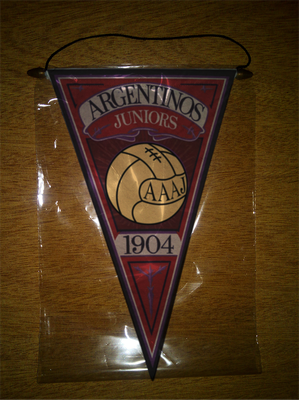 ARGENTINOS
JUNIORS
AAAJ
1904